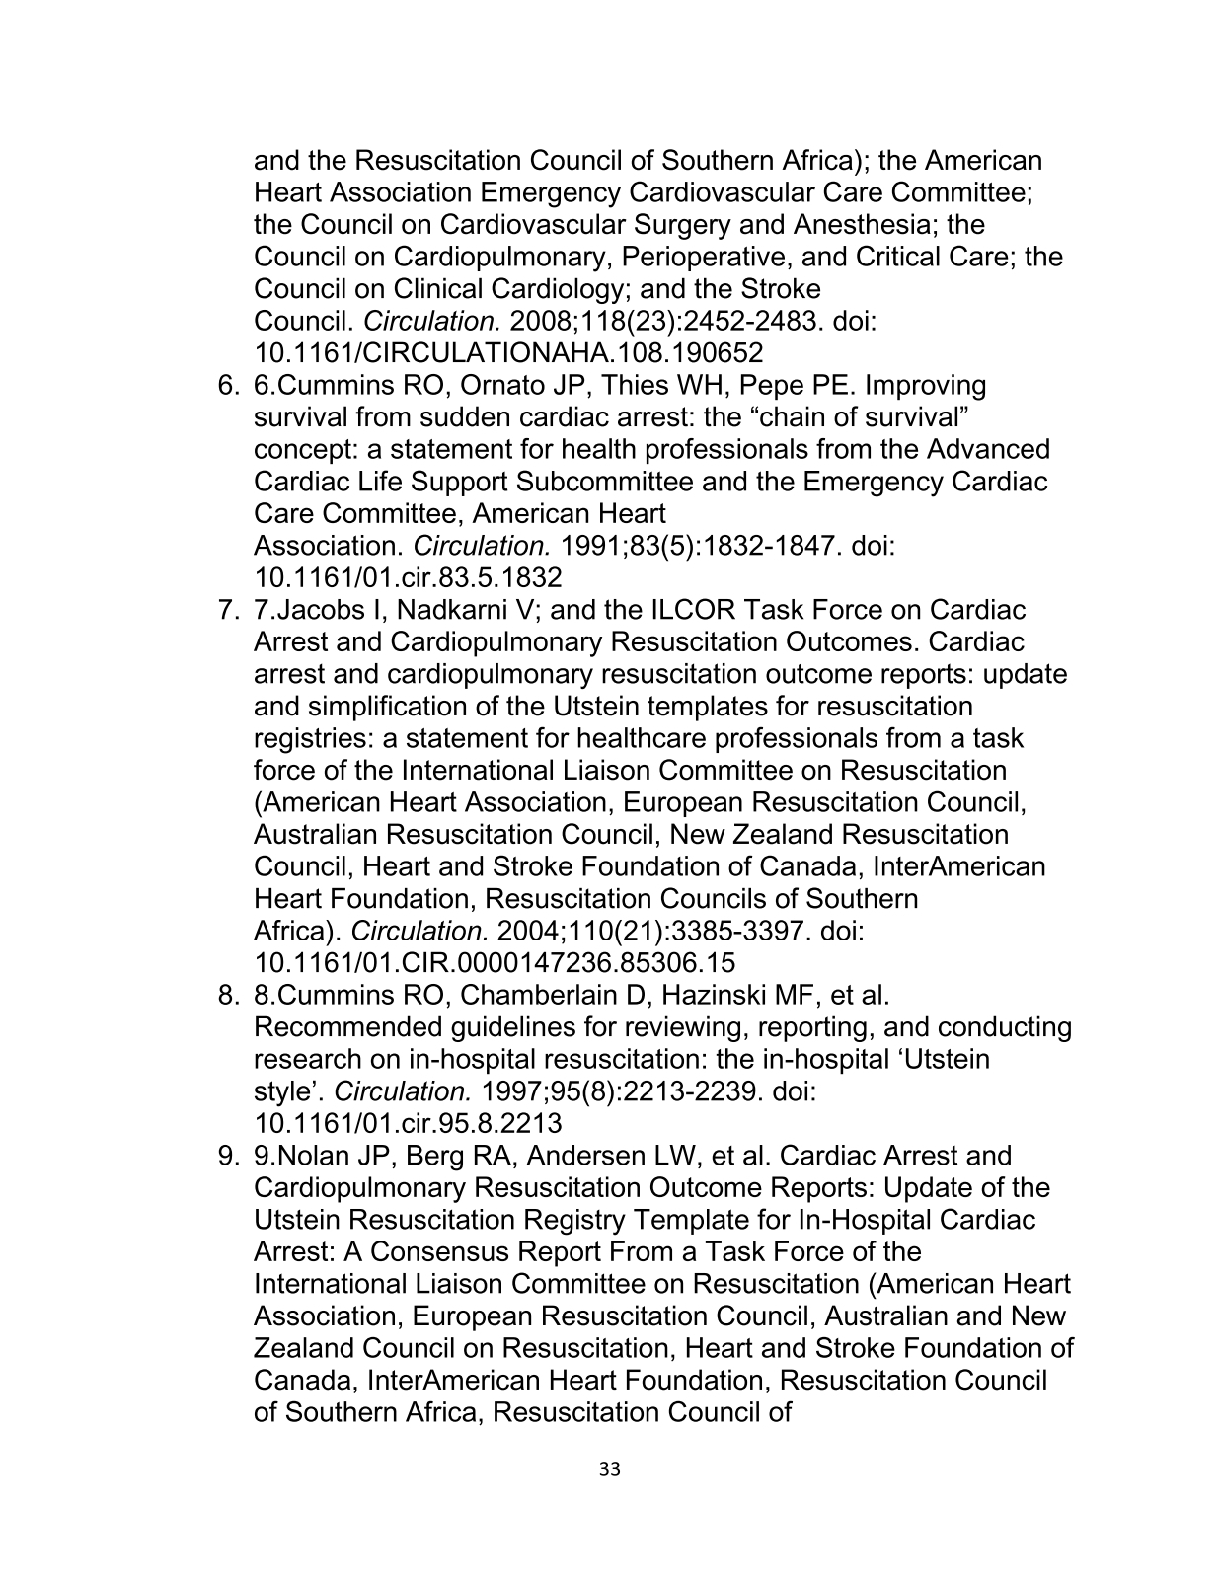 and the Resuscitation Council of Southern Africa); the American
Heart Association Emergency Cardiovascular Care Committee;
the Council on Cardiovascular Surgery and Anesthesia; the
Council on Cardiopulmonary, Perioperative, and Critical Care; the
Council on Clinical Cardiology; and the Stroke
Council. Circulation. 2008;118(23):2452-2483. doi:
10.1161/CIRCULATIONAHA.108.190652
6. 6.Cummins RO, Ornato JP, Thies WH, Pepe PE. Improving
survival from sudden cardiac arrest: the “chain of survival”
concept: a statement for health professionals from the Advanced
Cardiac Life Support Subcommittee and the Emergency Cardiac
Care Committee, American Heart
Association. Circulation. 1991;83(5):1832-1847. doi:
10.1161/01.cir.83.5.1832
7. 7.Jacobs I, Nadkarni V; and the ILCOR Task Force on Cardiac
Arrest and Cardiopulmonary Resuscitation Outcomes. Cardiac
arrest and cardiopulmonary resuscitation outcome reports: update
and simplification of the Utstein templates for resuscitation
registries: a statement for healthcare professionals from a task
force of the International Liaison Committee on Resuscitation
(American Heart Association, European Resuscitation Council,
Australian Resuscitation Council, New Zealand Resuscitation
Council, Heart and Stroke Foundation of Canada, InterAmerican
Heart Foundation, Resuscitation Councils of Southern
Africa). Circulation. 2004;110(21):3385-3397. doi:
10.1161/01.CIR.0000147236.85306.15
8. 8.Cummins RO, Chamberlain D, Hazinski MF, et al.
Recommended guidelines for reviewing, reporting, and conducting
research on in-hospital resuscitation: the in-hospital ‘Utstein
style’. Circulation. 1997;95(8):2213-2239. doi:
10.1161/01.cir.95.8.2213
9. 9.Nolan JP, Berg RA, Andersen LW, et al. Cardiac Arrest and
Cardiopulmonary Resuscitation Outcome Reports: Update of the
Utstein Resuscitation Registry Template for In-Hospital Cardiac
Arrest: A Consensus Report From a Task Force of the
International Liaison Committee on Resuscitation (American Heart
Association, European Resuscitation Council, Australian and New
Zealand Council on Resuscitation, Heart and Stroke Foundation of
Canada, InterAmerican Heart Foundation, Resuscitation Council
of Southern Africa, Resuscitation Council of
33